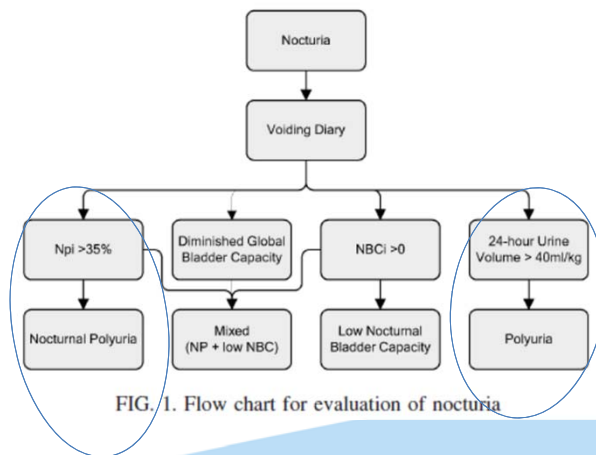 Nocturia
Voiding Diary
Npi >35%
Diminished Global
Bladder Capacity
NBCi >0
24-hour Urine
Volume > 40ml/kg
Nocturnal Polyuria
Mixed
(NP + low NBC)
Low Nocturnal
Bladder Capacity
Polyuria
FIG. 1. Flow chart for evaluation of nocturia